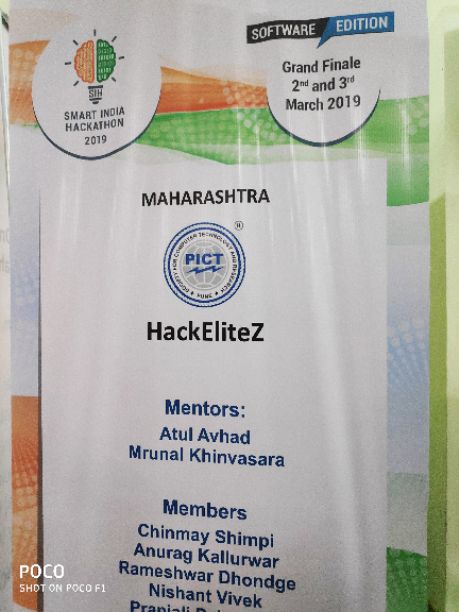 SOFTWARE EDITION
Grand Finale
2nd and 3rd
March 2019
SIH
SMART INDIA
HACKATHON
2019
MAHARASHTRA
SOCIETY FOR COMPUTER TECHNOLOGY AND RESEARCH
PICT
PUNE
®
HackEliteZ
Mentors:
Atul Avhad
Mrunal Khinvasara
Members
Chinmay Shimpi
Anurag Kallurwar
Rameshwar Dhondge
Nishant Vivek
Pranjali
POCO
SHOT ON POCO F1